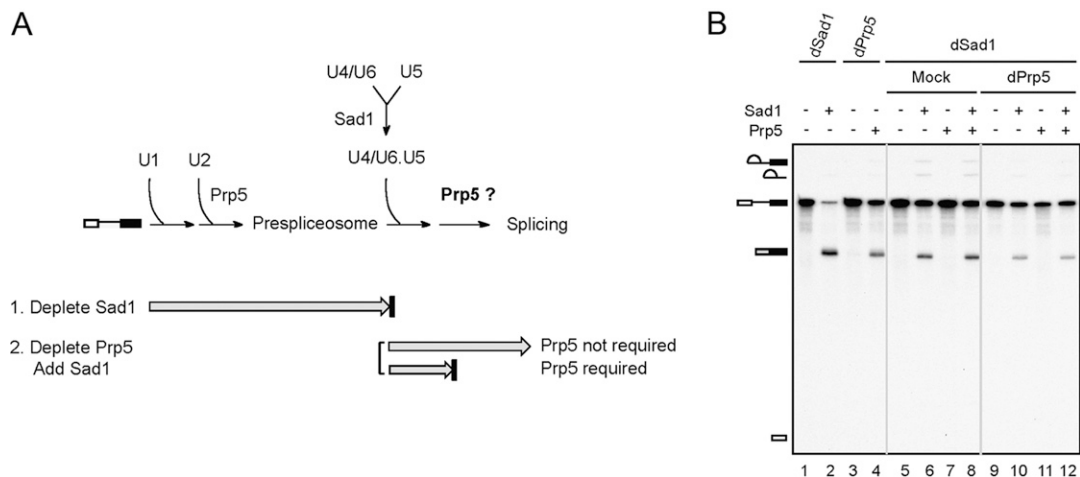 A
U4/U6 U5
Sad1
U1 U2 U4/U6.U5
Prp5 Prp5 ?
Prespliceosome Splicing
1. Deplete Sad1
2. Deplete Prp5 Prp5 not required
Add Sad1 Prp5 required
B
dSad1 dPrp5 dSad1
Mock dPrp5
Sad1 - + - - - + - + - + - +
Prp5 - - - + - - + + - - + +
1 2 3 4 5 6 7 8 9 10 11 12